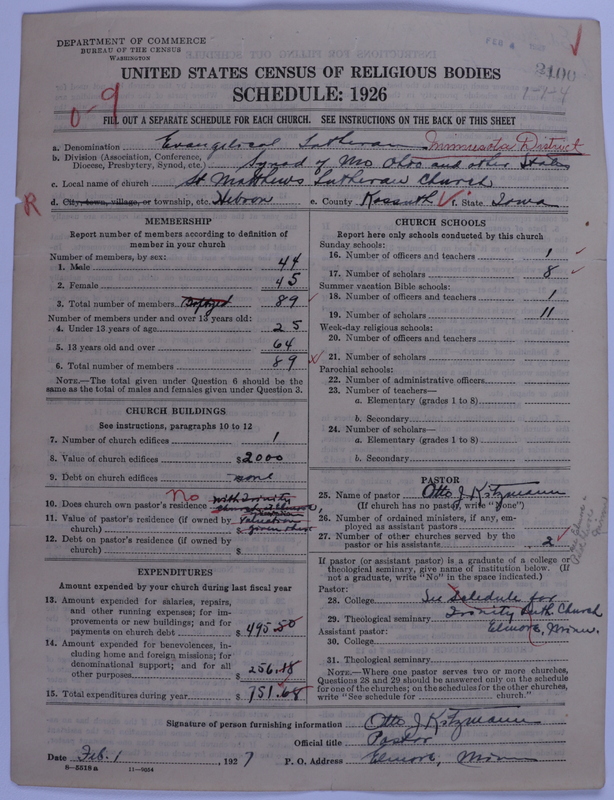 DEPARTMENT OF COMMERCE
BUREAU OF THE CENSUS
WASHINGTON
2100
1-1-4
UNITED STATES CENSUS OF RELIGIOUS BODIES
SCHEDULE: 1926
0-9
FILL OUT A SEPARATE SCHEDULE FOR EACH CHURCH. SEE INSTRUCTIONS ON THE BACK OF THIS SHEET
a. Denomination Evangelical Lutheran Minnesota District
b. Division (Association, Conference,
Diocese, Presbytery, Synod, etc.) Synod of Mo Ohio and other States
c. Local name of church St Matthews Lutheran Church
R d. City, town, village, or township, etc. Hebron e. County Kossuth f. State Iowa
MEMBERSHIP
Report number of members according to definition of
member in your church
Number of members, by sex:
1. Male 44
2. Female 45
3. Total number of members Baptized 89
Number of members under and over 13 years old:
4. Under 13 years of age 25
5. 13 years old and over 64
6. Total number of members 89
NOTE.—The total given under Question 6 should be the
same as the total of males and females given under Question 3.
CHURCH BUILDINGS
See instructions, paragraphs 10 to 12
7. Number of church edifices 1
8. Value of church edifices $2000
9. Debt on church edifices none
10. Does church own pastor's residence No with Trinity
11. Value of pastor's residence (if owned by
church) $ Valuation given there
12. Debt on pastor's residence (if owned by
church) $
EXPENDITURES
Amount expended by your church during last fiscal year
13. Amount expended for salaries, repairs,
and other running expenses; for im-
provements or new buildings; and for
payments on church debt $ 495.50
14. Amount expended for benevolences, in-
cluding home and foreign missions; for
denominational support; and for all
other purposes $ 256.18
15. Total expenditures during year $ 751.68
CHURCH SCHOOLS
Report here only schools conducted by this church
Sunday schools:
16. Number of officers and teachers 1
17. Number of scholars 8
Summer vacation Bible schools:
18. Number of officers and teachers 1
19. Number of scholars 11
Week-day religious schools:
20. Number of officers and teachers
21. Number of scholars
Parochial schools:
22. Number of administrative officers
23. Number of teachers—
a. Elementary (grades 1 to 8)
b. Secondary
24. Number of scholars—
a. Elementary (grades 1 to 8)
b. Secondary
PASTOR
25. Name of pastor Otto J Kitzmann
(If church has no pastor, write "none")
26. Number of ordained ministers, if any, em-
ployed as assistant pastors
27. Number of other churches served by the
pastor or his assistants 2
If pastor (or assistant pastor) is a graduate of a college or
theological seminary, give name of institution below. (If
not a graduate, write "No" in the space indicated.)
Pastor:
28. College See Schedule for
29. Theological seminary Trinity Luth Church
Assistant pastor: Elmore, Minn.
30. College
31. Theological seminary
NOTE.—Where one pastor serves two or more churches,
Questions 28 and 29 should be answered only on the schedule
for one of the churches; on the schedules for the other churches,
write "See schedule for church."
Signature of person furnishing information Otto J Kitzmann
Official title Pastor
Date Feb. 1 1927 P. O. Address Elmore, Minn
8-5518 a 11-9064